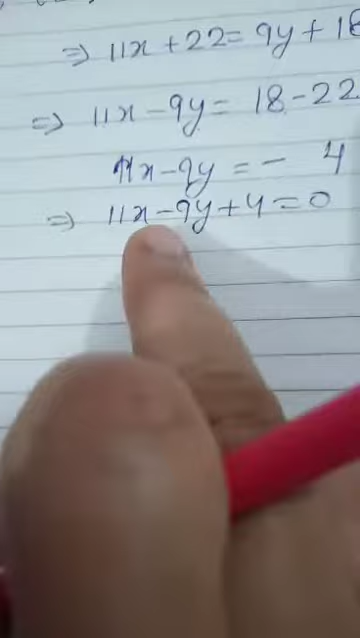 ⇒ 11x + 22 = 9y + 18
⇒ 11x - 9y = 18 - 22
11x - 9y = - 4
⇒ 11x - 9y + 4 = 0